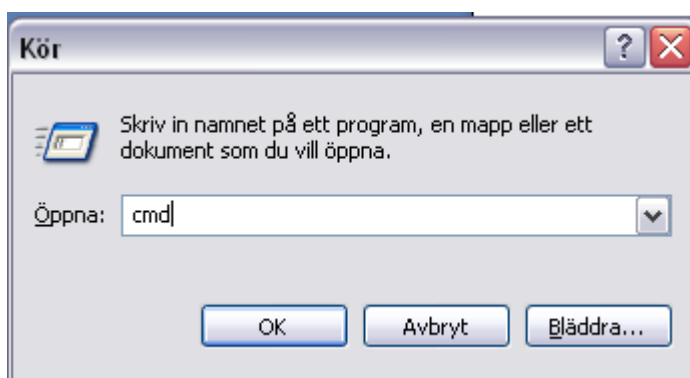 Kör
Skriv in namnet på ett program, en mapp eller ett
dokument som du vill öppna.
Öppna: cmd
OK Avbryt Bläddra...